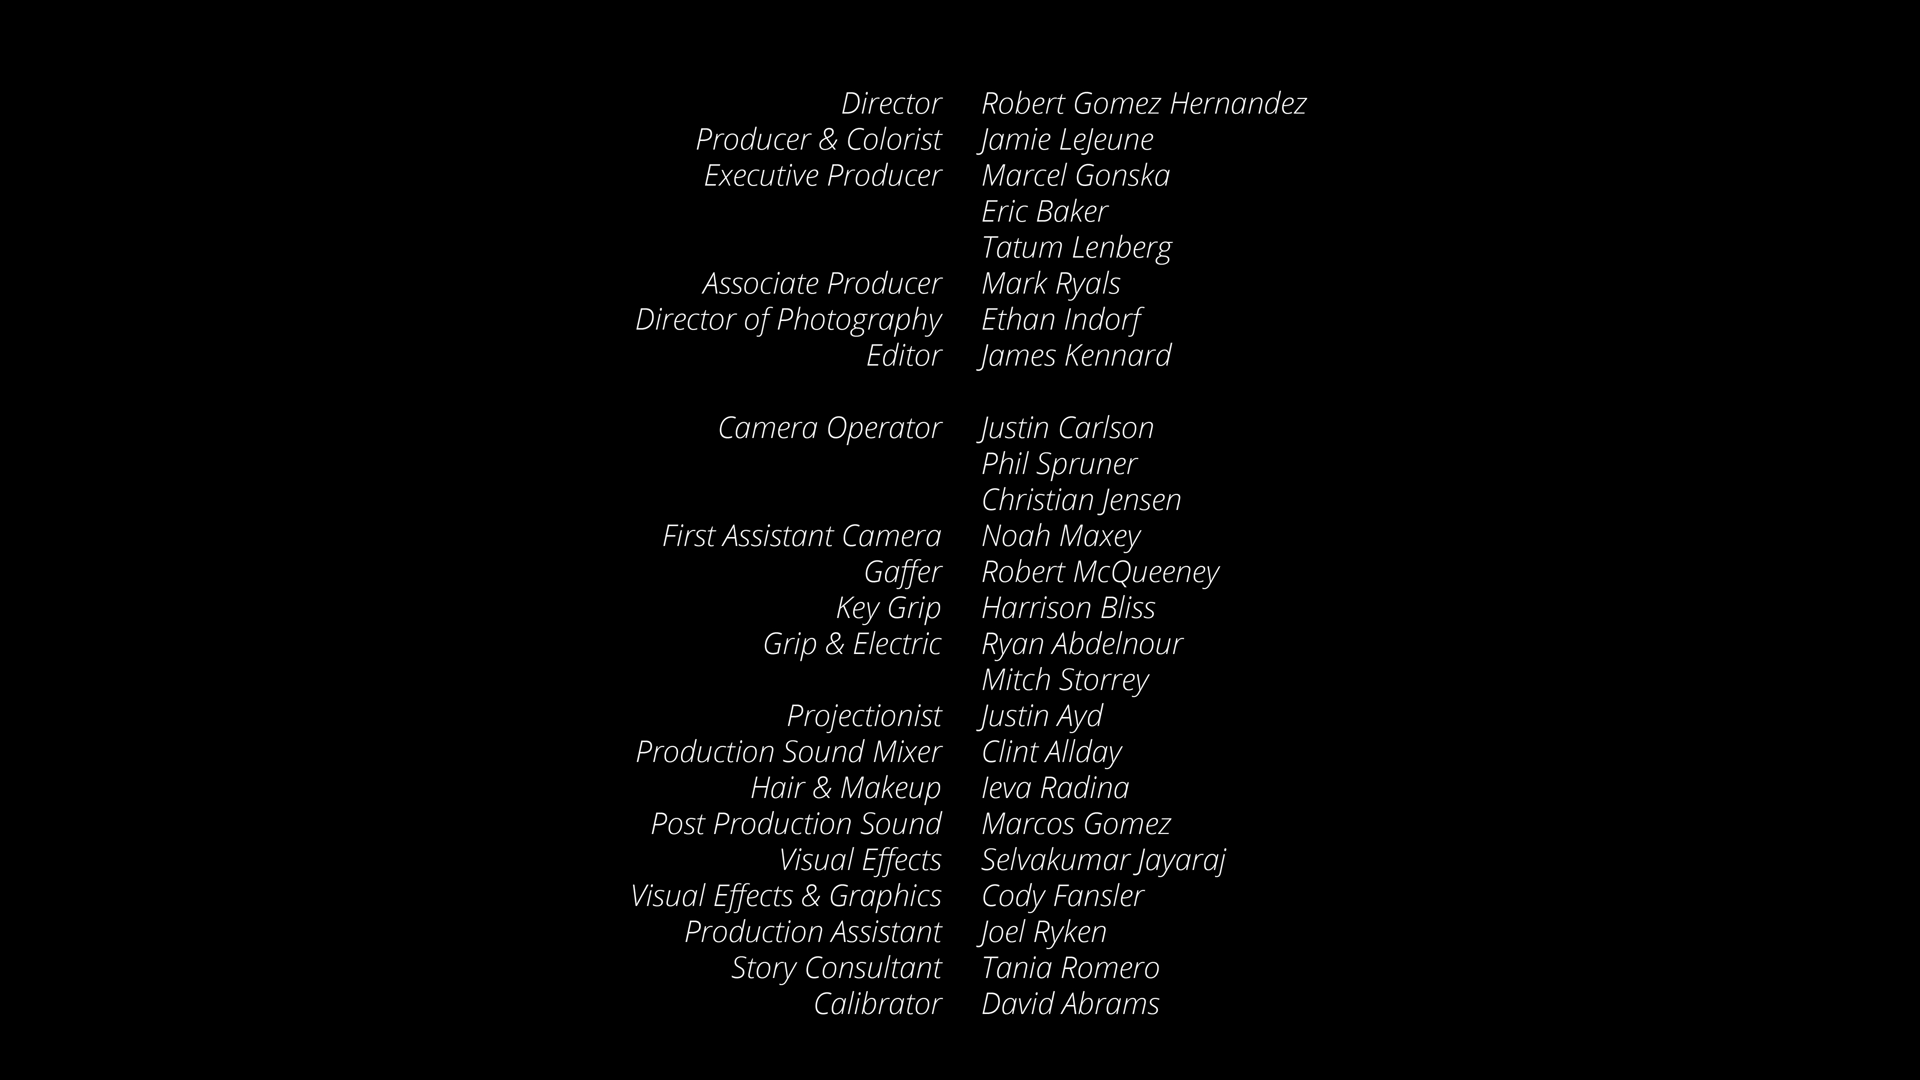 Director Robert Gomez Hernandez
Producer & Colorist Jamie LeJeune
Executive Producer Marcel Gonska
Eric Baker
Tatum Lenberg
Associate Producer Mark Ryals
Director of Photography Ethan Indorf
Editor James Kennard
Camera Operator Justin Carlson
Phil Spruner
Christian Jensen
First Assistant Camera Noah Maxey
Gaffer Robert McQueeney
Key Grip Harrison Bliss
Grip & Electric Ryan Abdelnour
Mitch Storrey
Projectionist Justin Ayd
Production Sound Mixer Clint Allday
Hair & Makeup Ieva Radina
Post Production Sound Marcos Gomez
Visual Effects Selvakumar Jayaraj
Visual Effects & Graphics Cody Fansler
Production Assistant Joel Ryken
Story Consultant Tania Romero
Calibrator David Abrams